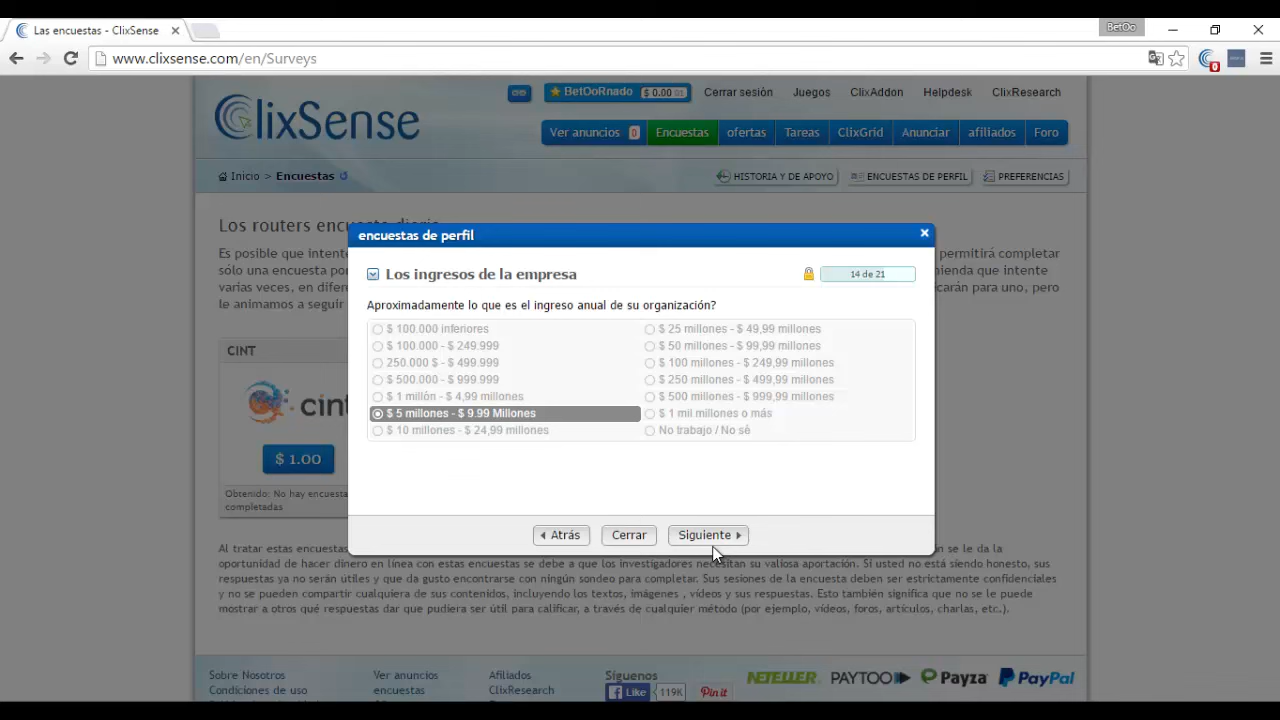 Las encuestas - ClixSense
BetOo
www.clixsense.com/en/Surveys
0
ClixSense
BetOoRnado $ 0.00
Cerrar sesión
Juegos
ClixAddon
Helpdesk
ClixResearch
Ver anuncios 0
Encuestas
ofertas
Tareas
ClixGrid
Anunciar
afiliados
Foro
Inicio > Encuestas
HISTORIA Y DE APOYO
ENCUESTAS DE PERFIL
PREFERENCIAS
Los routers encuesta diaria
Es posible que intente
permitirá completar
sólo una encuesta por
mienda que intente
varias veces, en difere
carán para uno, pero
le animamos a seguir
encuestas de perfil
Los ingresos de la empresa
14 de 21
Aproximadamente lo que es el ingreso anual de su organización?
$ 100.000 inferiores
$ 100.000 - $ 249.999
250.000 $ - $ 499.999
$ 500.000 - $ 999.999
$ 1 millón - $ 4,99 millones
$ 5 millones - $ 9.99 Millones
$ 10 millones - $ 24,99 millones
$ 25 millones - $ 49,99 millones
$ 50 millones - $ 99,99 millones
$ 100 millones - $ 249,99 millones
$ 250 millones - $ 499,99 millones
$ 500 millones - $ 999,99 millones
$ 1 mil millones o más
No trabajo / No sé
Atrás
Cerrar
Siguiente
CINT
cint
$ 1.00
Obtenido: No hay encuesta
completadas
Al tratar estas encuestas
n se le da la
oportunidad de hacer dinero en línea con estas encuestas se debe a que los investigadores necesitan su valiosa aportación. Si usted no está siendo honesto, sus
respuestas ya no serán útiles y que da gusto encontrarse con ningún sondeo para completar. Sus sesiones de la encuesta deben ser estrictamente confidenciales
y no se pueden compartir cualquiera de sus contenidos, incluyendo los textos, imágenes , vídeos y sus respuestas. Esto también significa que no se le puede
mostrar a otros qué respuestas dar que pudiera ser útil para calificar, a través de cualquier método (por ejemplo, vídeos, foros, artículos, charlas, etc.).
Sobre Nosotros
Condiciones de uso
Ver anuncios
encuestas
Afiliados
ClixResearch
Síguenos
Like 119K
Pin it
NETELLER
PAYTOO
Payza
PayPal